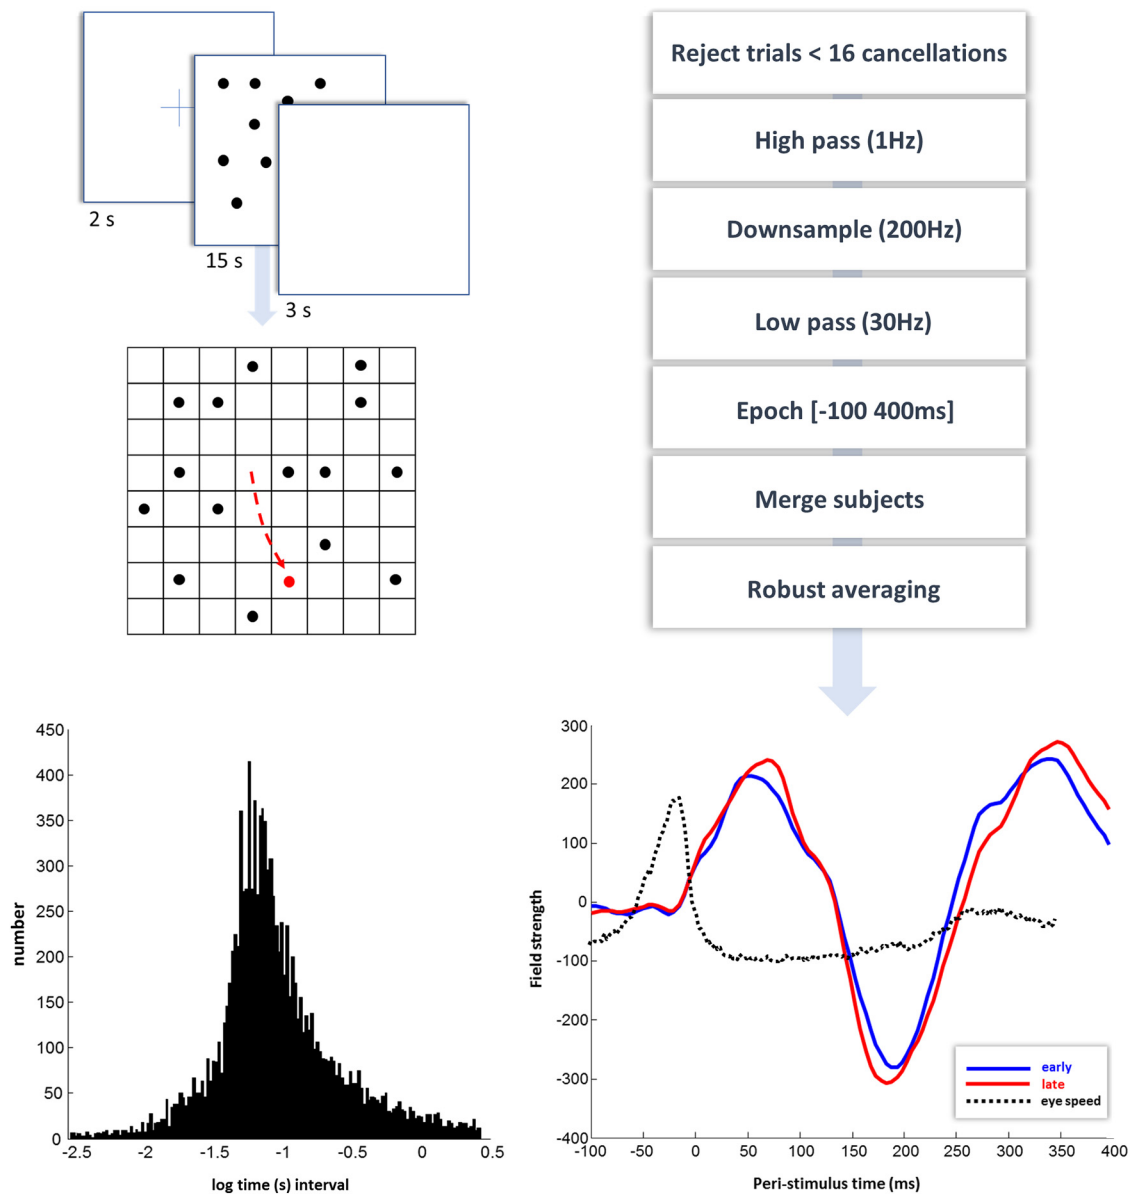 2 s
15 s
3 s
Reject trials < 16 cancellations
High pass (1Hz)
Downsample (200Hz)
Low pass (30Hz)
Epoch [-100 400ms]
Merge subjects
Robust averaging
450
400
350
300
250
200
150
100
50
0
number
-2.5
-2
-1.5
-1
-0.5
0
0.5
log time (s) interval
300
200
100
0
-100
-200
-300
-400
Field strength
-100
-50
0
50
100
150
200
250
300
350
400
Peri-stimulus time (ms)
early
late
eye speed